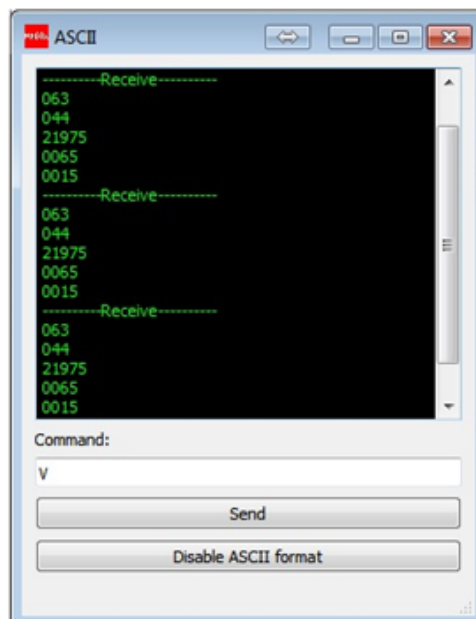 ASCII
----------Receive----------
063
044
21975
0065
0015
----------Receive----------
063
044
21975
0065
0015
----------Receive----------
063
044
21975
0065
0015
Command:
V
Send
Disable ASCII format